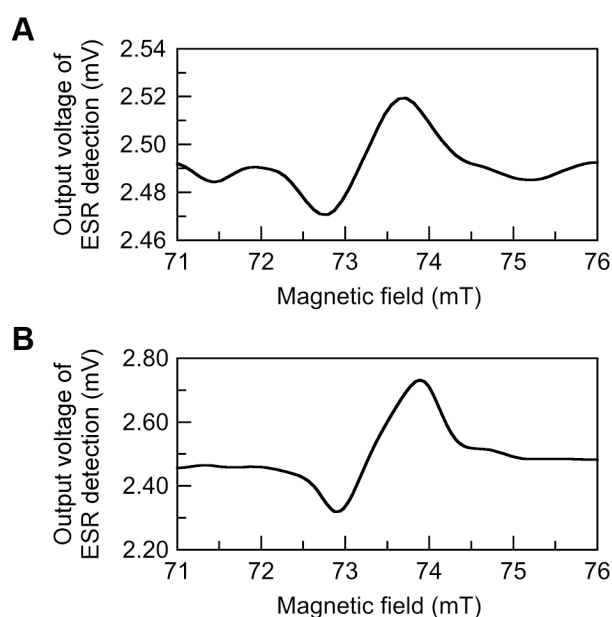 A
Output voltage of
ESR detection (mV)
2.54
2.52
2.50
2.48
2.46
71 72 73 74 75 76
Magnetic field (mT)
B
Output voltage of
ESR detection (mV)
2.80
2.60
2.40
2.20
71 72 73 74 75 76
Magnetic field (mT)